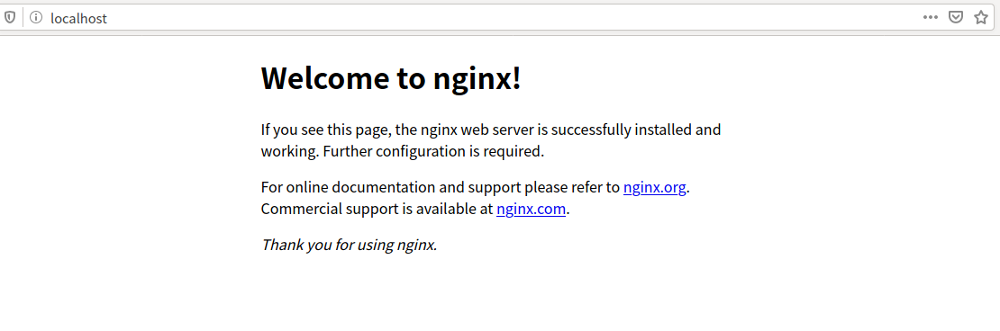 localhost
Welcome to nginx!
If you see this page, the nginx web server is successfully installed and
working. Further configuration is required.
For online documentation and support please refer to nginx.org.
Commercial support is available at nginx.com.
Thank you for using nginx.